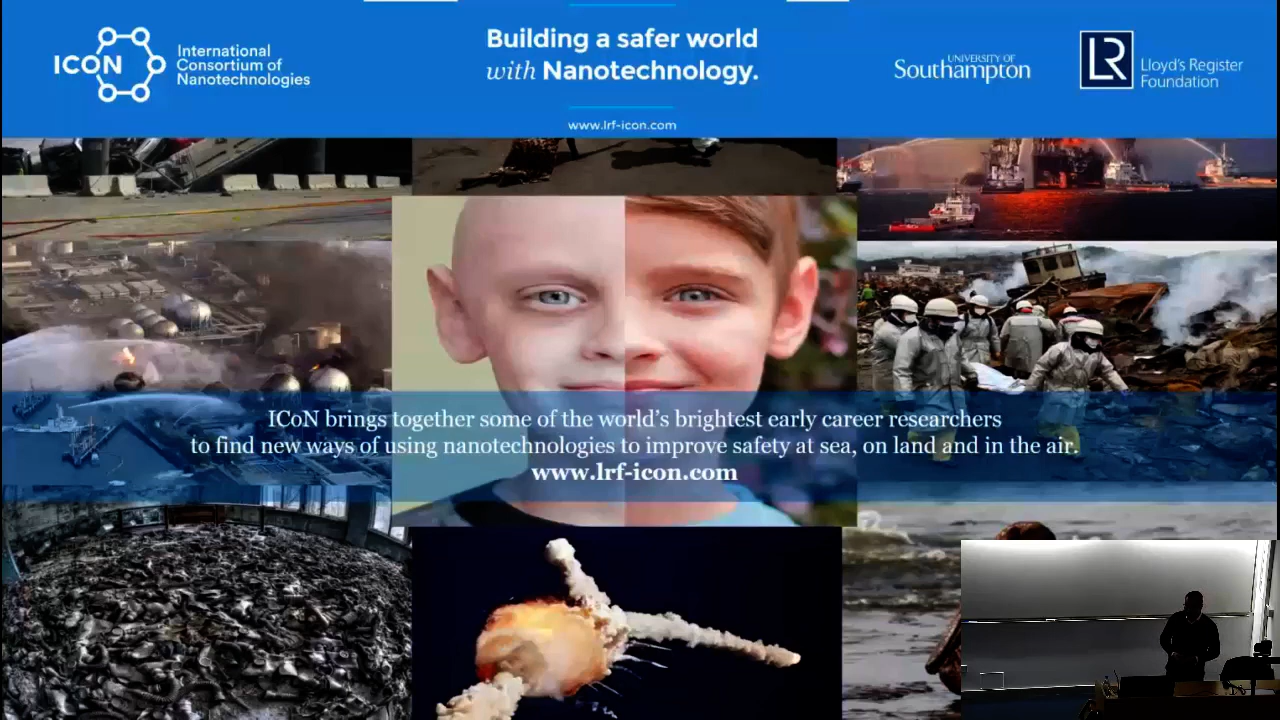 ICON
International
Consortium of
Nanotechnologies
Building a safer world
with Nanotechnology.
www.lrf-icon.com
UNIVERSITY OF
Southampton
LR
Lloyd's Register
Foundation
ICoN brings together some of the world's brightest early career researchers
to find new ways of using nanotechnologies to improve safety at sea, on land and in the air.
www.lrf-icon.com